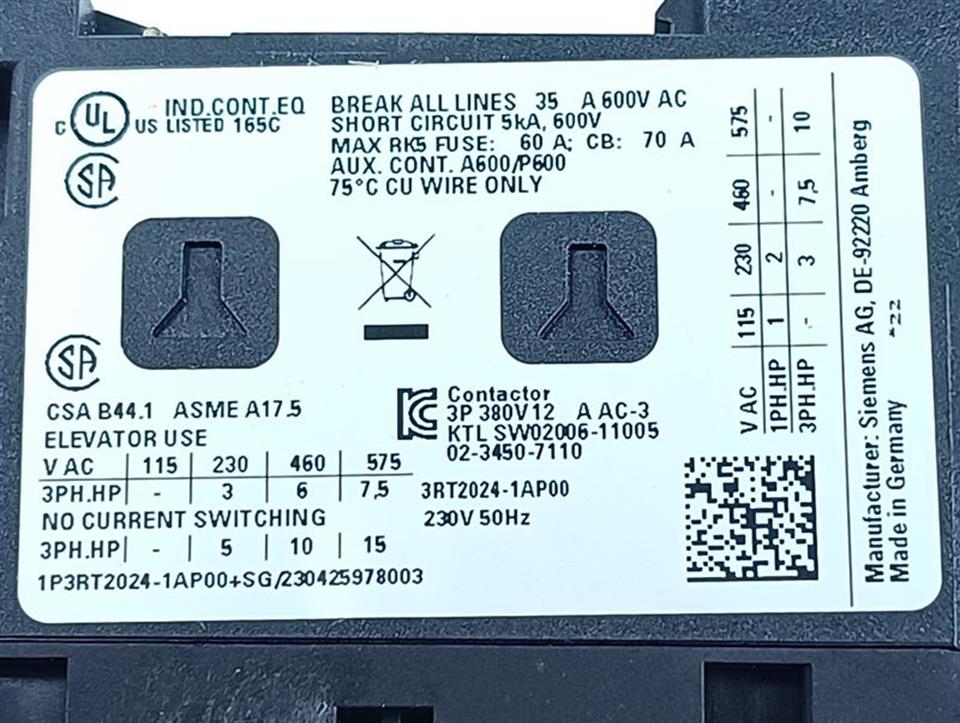 C UL US IND.CONT.EQ
LISTED 165C
SA
BREAK ALL LINES 35 A 600V AC
SHORT CIRCUIT 5kA, 600V
MAX RK5 FUSE: 60 A; CB: 70 A
AUX. CONT. A600/P600
75°C CU WIRE ONLY
SA
CSA B44.1 ASME A17.5
ELEVATOR USE
V AC | 115 | 230 | 460 | 575
3PH.HP | - | 3 | 6 | 7,5
NO CURRENT SWITCHING
3PH.HP | - | 5 | 10 | 15
1P3RT2024-1AP00+SG/230425978003
Contactor
3P 380V12 A AC-3
KTL SW02006-11005
02-3450-7110
3RT2024-1AP00
230V 50Hz
V AC | 115 | 230 | 460 | 575
1PH.HP | 1 | 2 | - | -
3PH.HP | - | 3 | 7,5 | 10
Manufacturer: Siemens AG, DE-92220 Amberg
Made in Germany *22